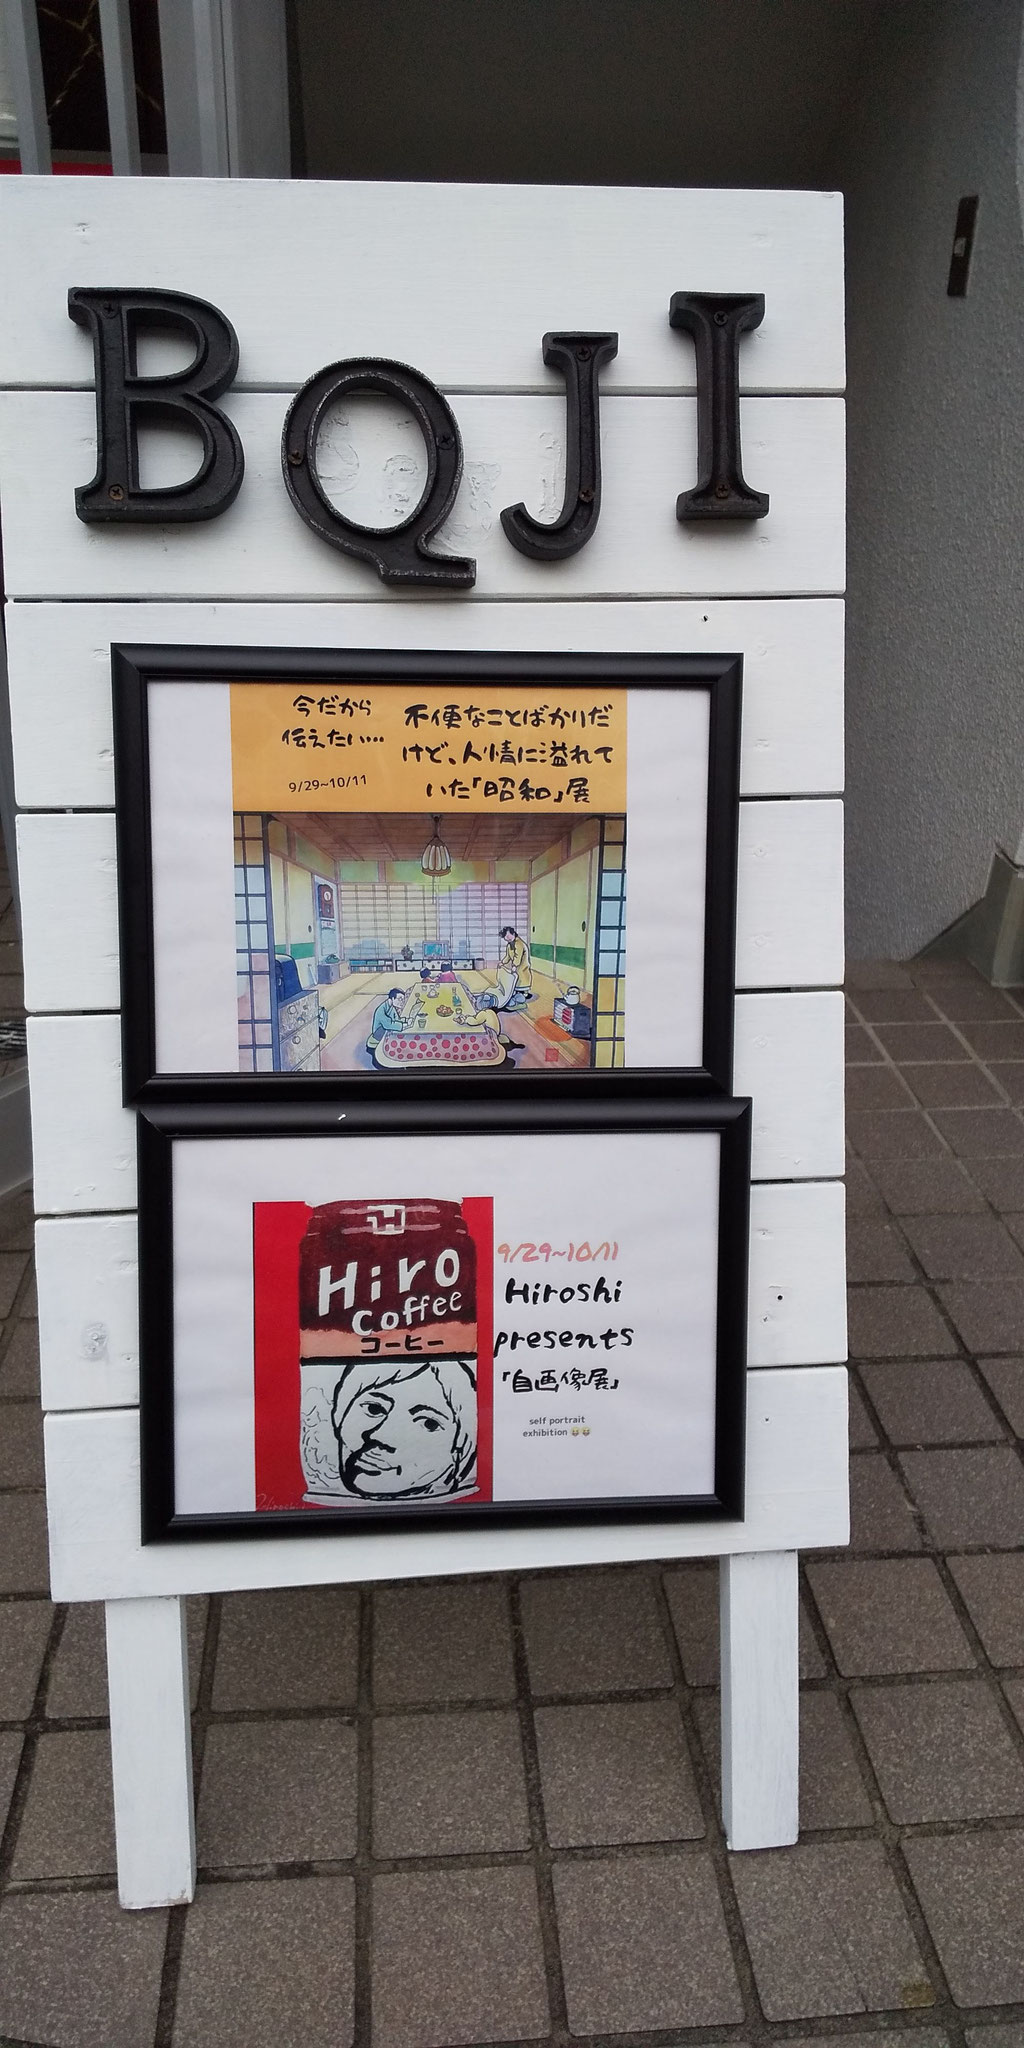 BQJI
今だから
伝えたい…
9/29~10/11
不便なことばかりだ
けど、人情に溢れて
いた「昭和」展
Hiro
coffee
コーヒー
9/29~10/11
Hiroshi
presents
「自画像展」
self portrait
exhibition